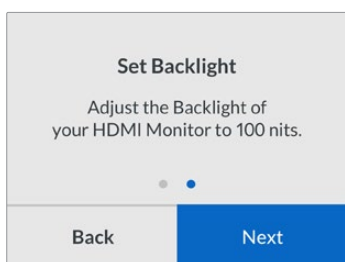 Set Backlight
Adjust the Backlight of
your HDMI Monitor to 100 nits.
Back
Next